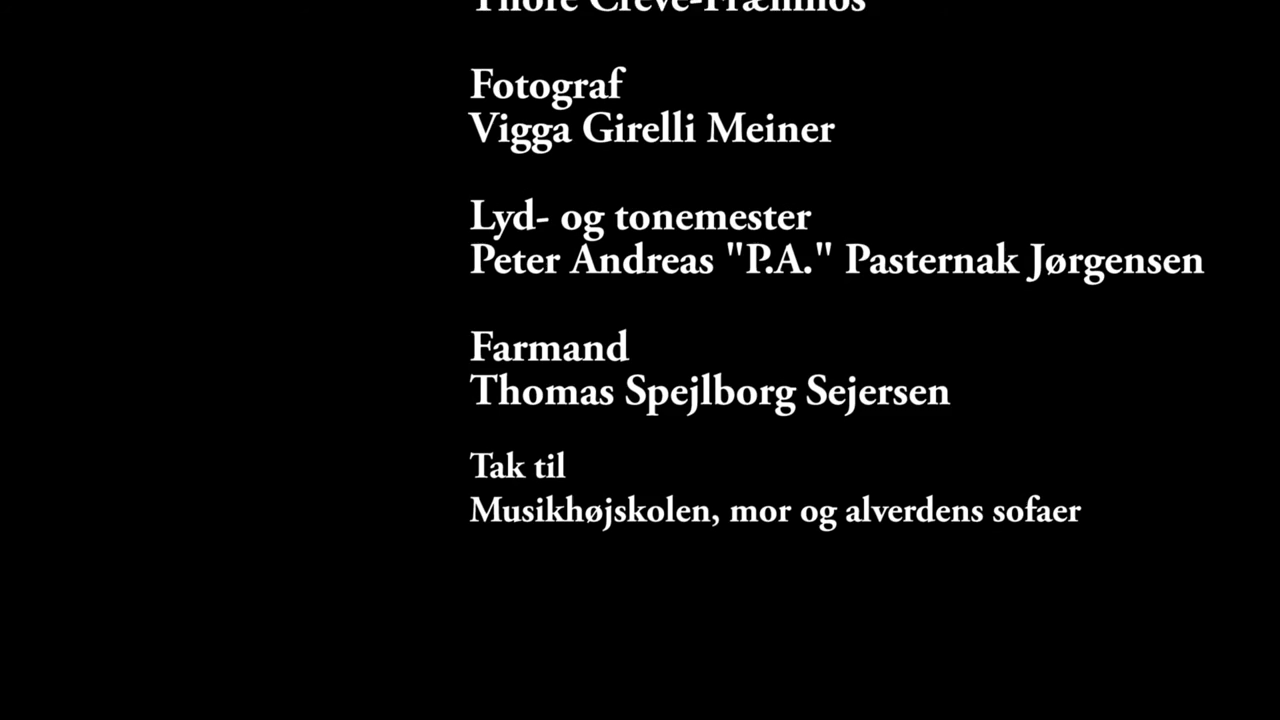 Fotograf
Vigga Girelli Meiner
Lyd- og tonemester
Peter Andreas "P.A." Pasternak Jørgensen
Farmand
Thomas Spejlborg Sejersen
Tak til
Musikhøjskolen, mor og alverdens sofaer